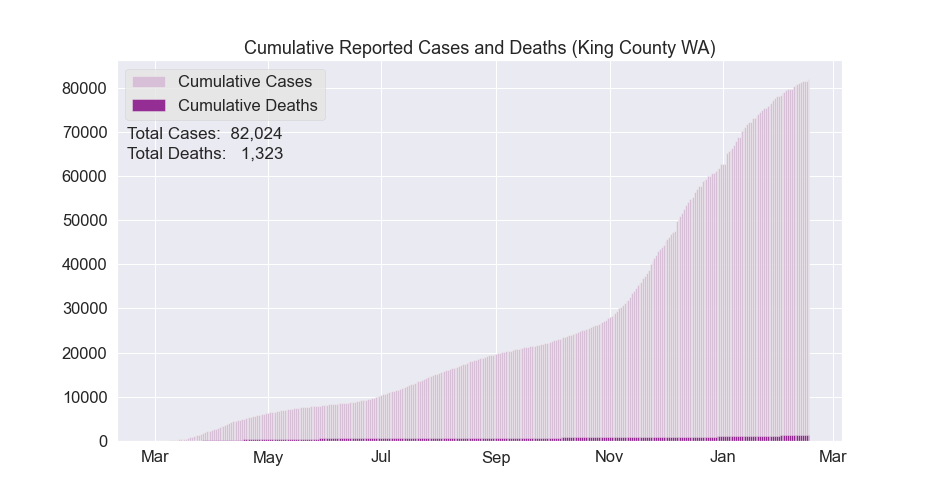 Cumulative Reported Cases and Deaths (King County WA)
Cumulative Cases
Cumulative Deaths
Total Cases:  82,024
Total Deaths:   1,323
80000
70000
60000
50000
40000
30000
20000
10000
0
Mar May Jul Sep Nov Jan Mar